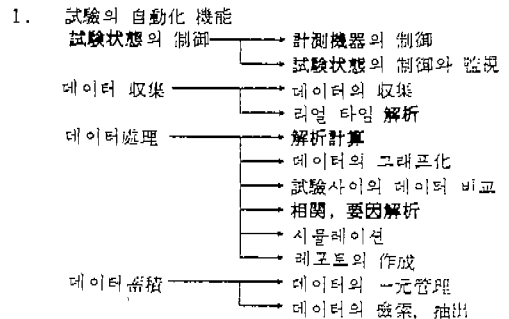 1. 試驗의 自動化 機能
試験状態의 制御 計測機器의 制御
試験状態의 制御와 監視
데이터 収集 데이터의 収集
리얼 타임 解析
데이터處理 解析計算
데이터의 그래프化
試驗사이의 데이터 비교
相関, 要因解析
시뮬레이션
레포트의 作成
데이터蓄積 데이터의 一元管理
데이터의 檢索, 抽出